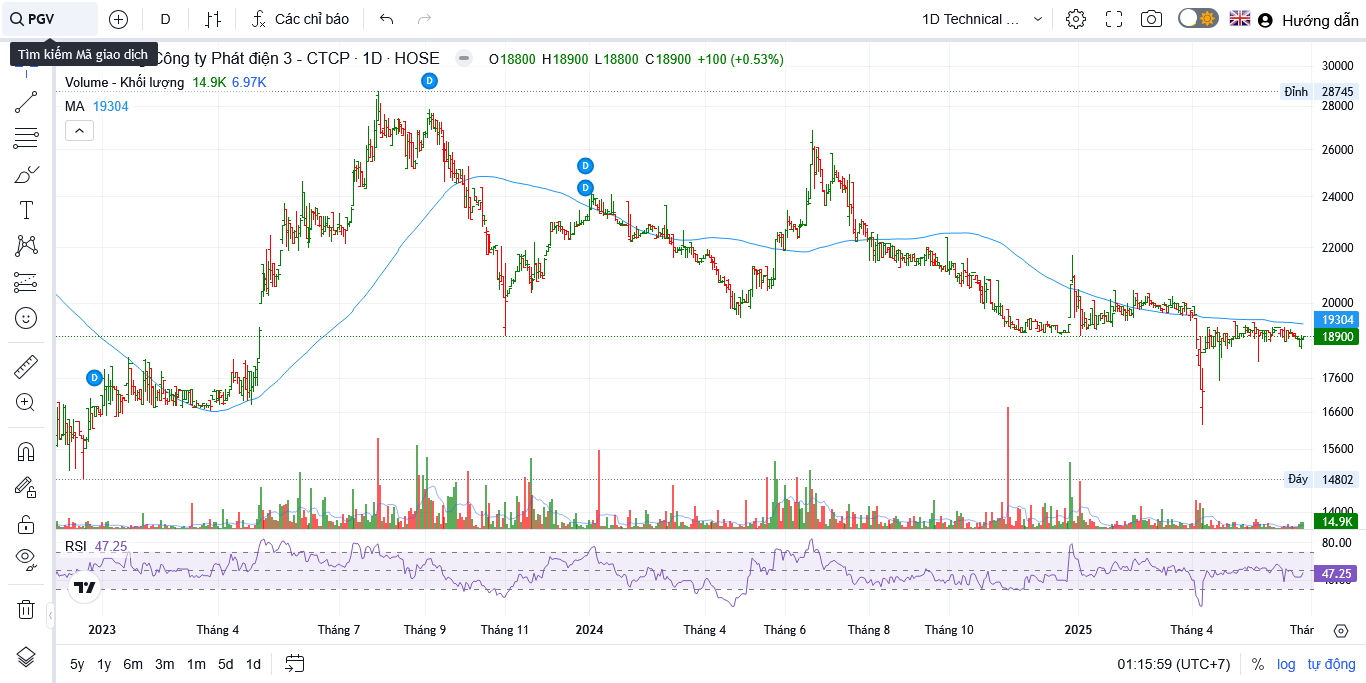 PGV
D
Các chỉ báo
1D Technical ...
Hướng dẫn
Tìm kiếm Mã giao dịch
Công ty Phát điện 3 - CTCP · 1D · HOSE
O18800 H18900 L18800 C18900 +100 (+0.53%)
Volume - Khối lượng 14.9K 6.97K
MA 19304
D
D
D
D
30000
Đỉnh 28745
28000
26000
24000
22000
20000
19304
18900
17600
16600
15600
Đáy 14802
14000
14.9K
RSI 47.25
80.00
47.25
2023
Tháng 4
Tháng 7
Tháng 9
Tháng 11
2024
Tháng 4
Tháng 6
Tháng 8
Tháng 10
2025
Tháng 4
Thár
5y 1y 6m 3m 1m 5d 1d
01:15:59 (UTC+7)
% log tự động